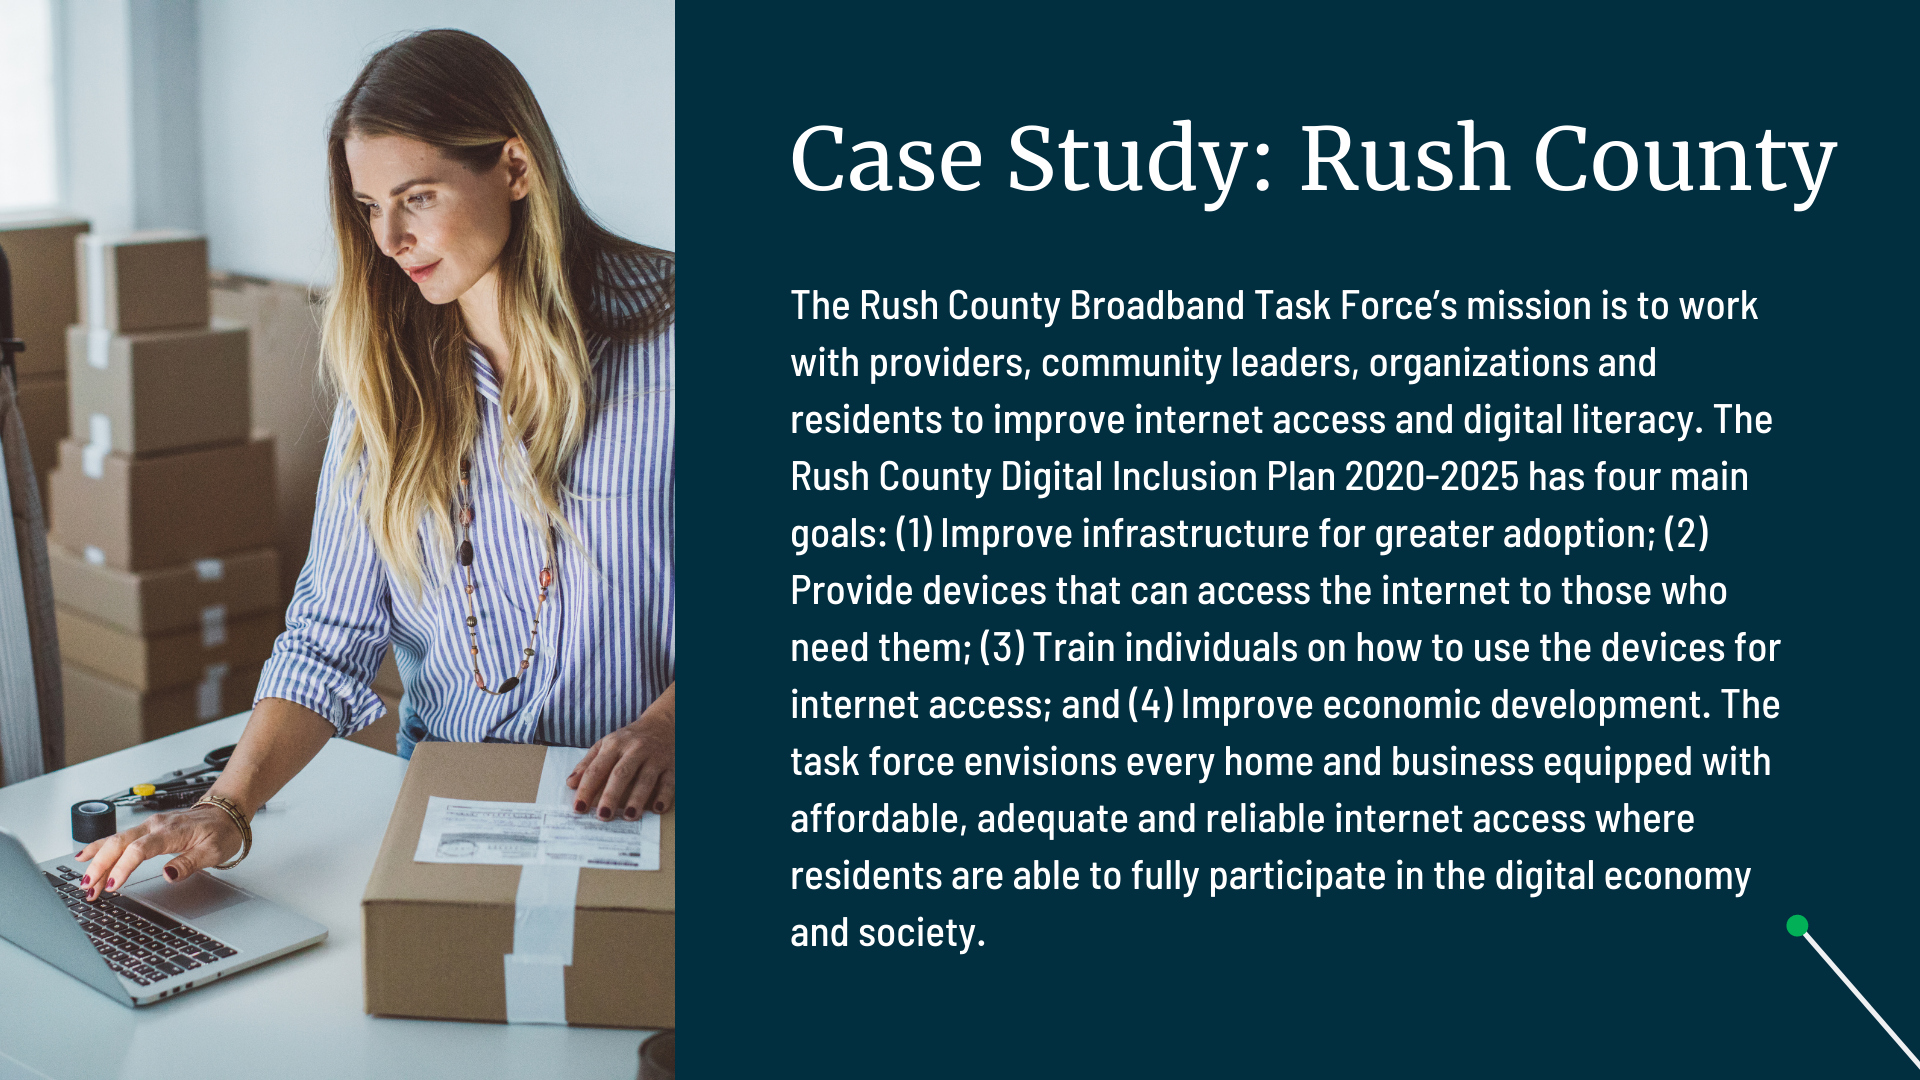 Case Study: Rush County
The Rush County Broadband Task Force’s mission is to work
with providers, community leaders, organizations and
residents to improve internet access and digital literacy. The
Rush County Digital Inclusion Plan 2020-2025 has four main
goals: (1) Improve infrastructure for greater adoption; (2)
Provide devices that can access the internet to those who
need them; (3) Train individuals on how to use the devices for
internet access; and (4) Improve economic development. The
task force envisions every home and business equipped with
affordable, adequate and reliable internet access where
residents are able to fully participate in the digital economy
and society.